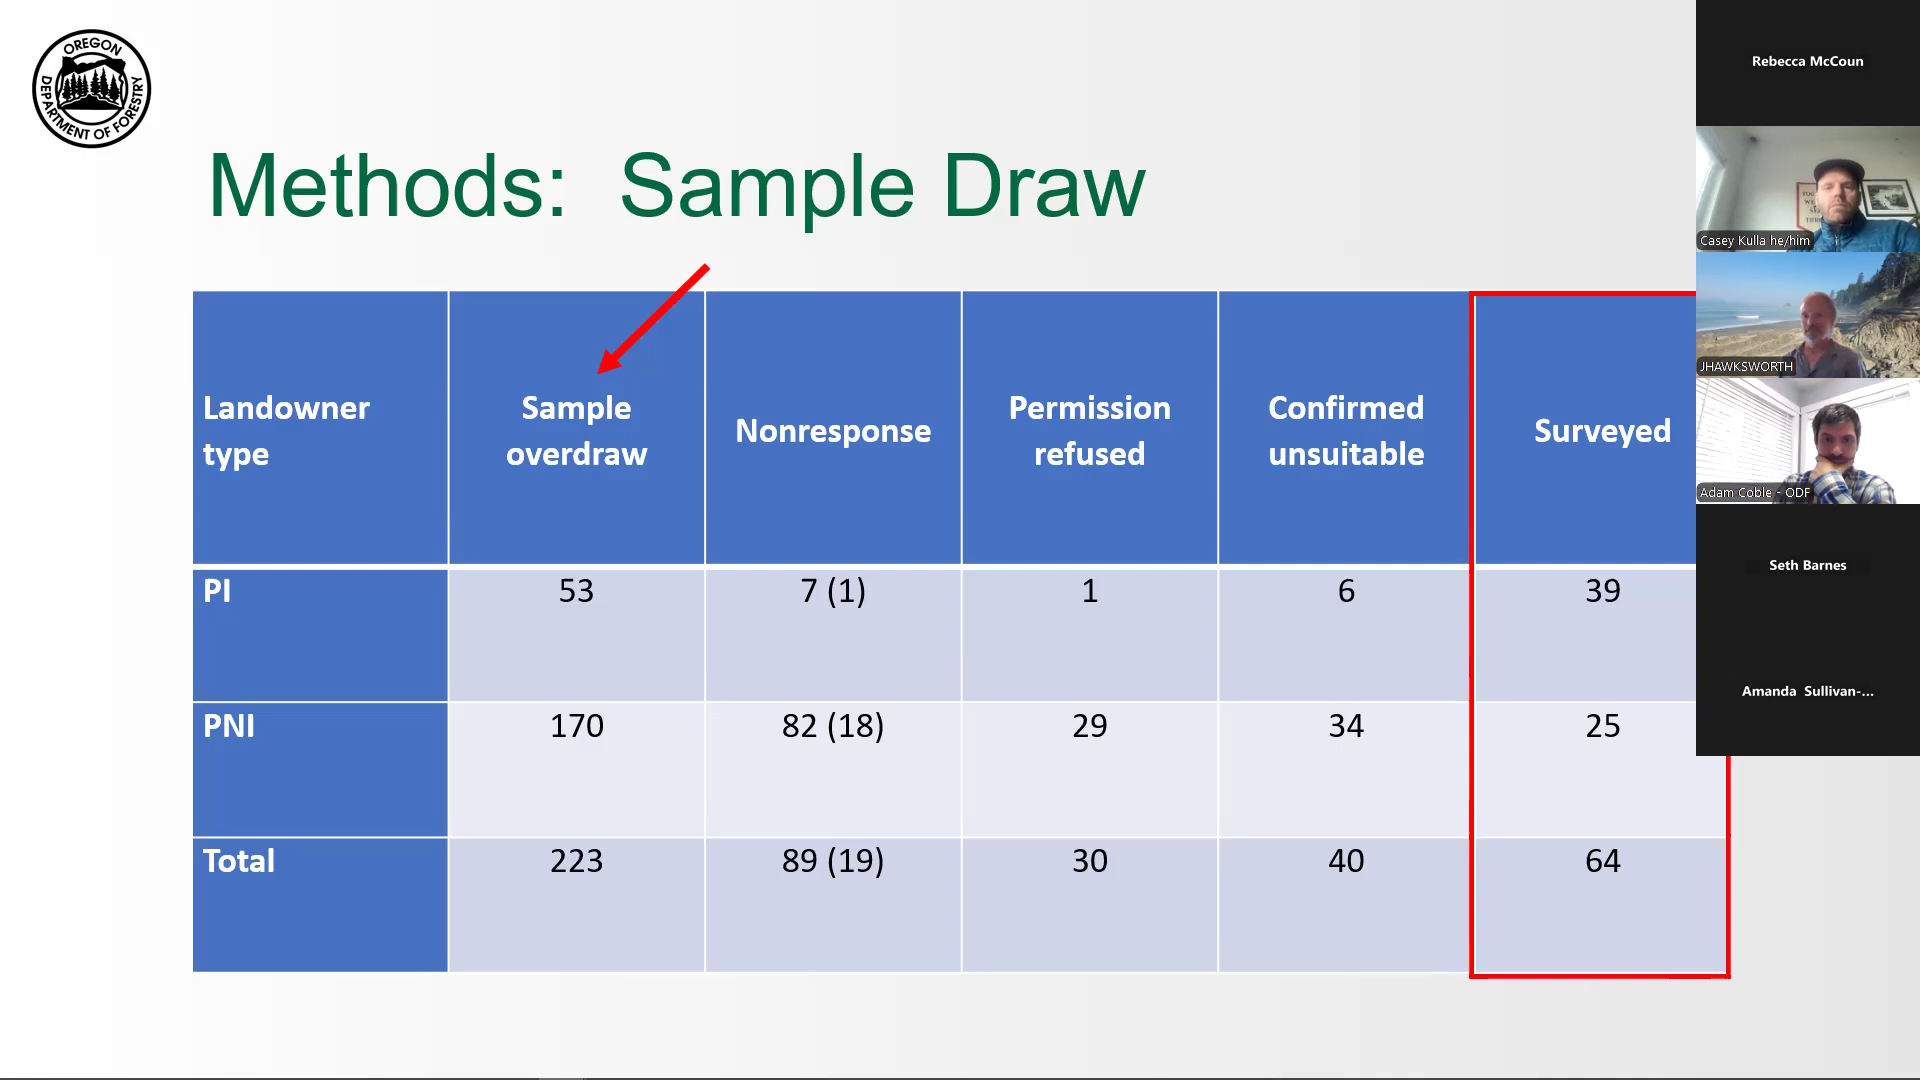 OREGON
DEPARTMENT OF FORESTRY
Methods: Sample Draw
Landowner type
Sample overdraw
Nonresponse
Permission refused
Confirmed unsuitable
Surveyed
PI 53 7 (1) 1 6 39
PNI 170 82 (18) 29 34 25
Total 223 89 (19) 30 40 64
Rebecca McCoun
Casey Kulla he/him
JHAWKSWORTH
Adam Coble - ODF
Seth Barnes
Amanda Sullivan-...